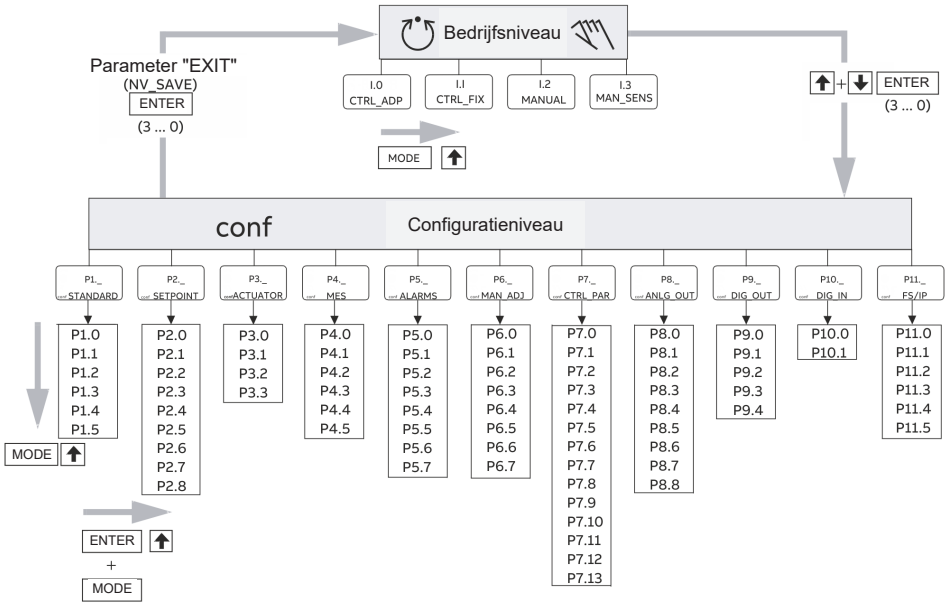 Bedrijfsniveau
Parameter "EXIT"
(NV_SAVE)
ENTER
(3 ... 0)
I.0
CTRL_ADP
I.1
CTRL_FIX
I.2
MANUAL
I.3
MAN_SENS
MODE
+
ENTER
(3 ... 0)
conf
Configuratieniveau
P1._
conf STANDARD
P2._
conf SETPOINT
P3._
conf ACTUATOR
P4._
conf MES
P5._
conf ALARMS
P6._
conf MAN_ADJ
P7._
conf CTRL_PAR
P8._
conf ANLG_OUT
P9._
conf DIG_OUT
P10._
conf DIG_IN
P11._
conf FS/IP
P1.0
P1.1
P1.2
P1.3
P1.4
P1.5
P2.0
P2.1
P2.2
P2.3
P2.4
P2.5
P2.6
P2.7
P2.8
P3.0
P3.1
P3.2
P3.3
P4.0
P4.1
P4.2
P4.3
P4.4
P4.5
P5.0
P5.1
P5.2
P5.3
P5.4
P5.5
P5.6
P5.7
P6.0
P6.1
P6.2
P6.3
P6.4
P6.5
P6.6
P6.7
P7.0
P7.1
P7.2
P7.3
P7.4
P7.5
P7.6
P7.7
P7.8
P7.9
P7.10
P7.11
P7.12
P7.13
P8.0
P8.1
P8.2
P8.3
P8.4
P8.5
P8.6
P8.7
P8.8
P9.0
P9.1
P9.2
P9.3
P9.4
P10.0
P10.1
P11.0
P11.1
P11.2
P11.3
P11.4
P11.5
MODE
ENTER
+
MODE